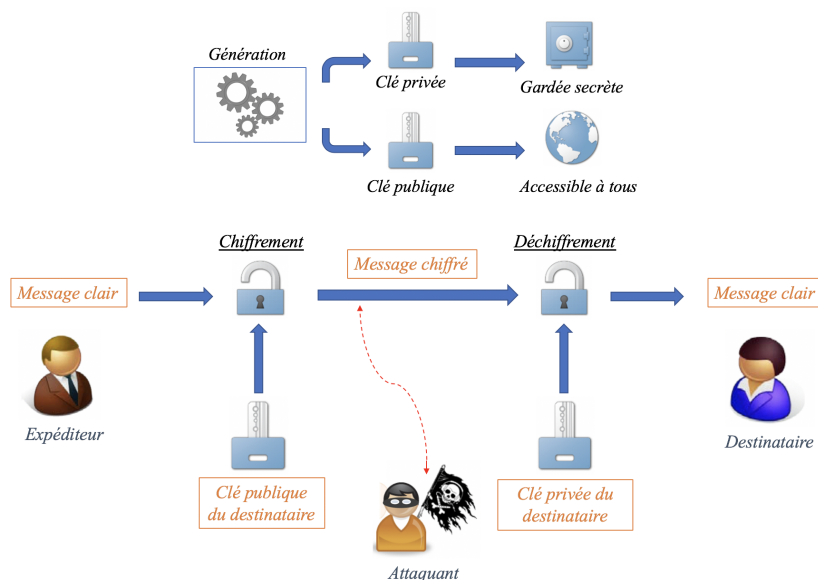 Génération
Clé privée
Gardée secrète
Clé publique
Accessible à tous
Chiffrement
Déchiffrement
Message clair
Message chiffré
Message clair
Expéditeur
Destinataire
Clé publique
du destinataire
Clé privée du
destinataire
Attaquant